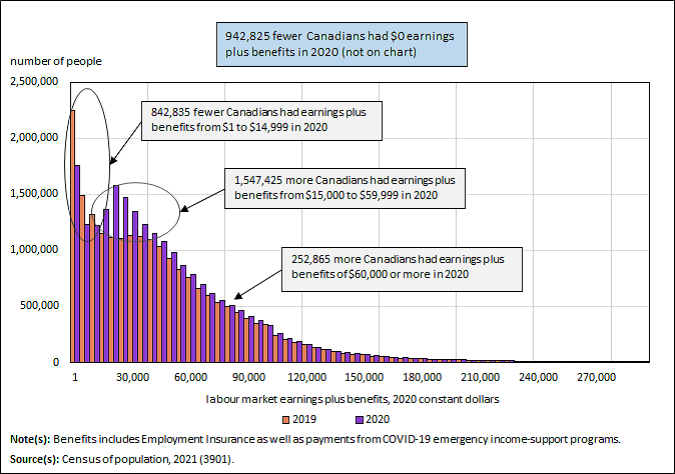 942,825 fewer Canadians had $0 earnings
plus benefits in 2020 (not on chart)
number of people
2,500,000
2,000,000
1,500,000
1,000,000
500,000
0
842,835 fewer Canadians had earnings plus
benefits from $1 to $14,999 in 2020
1,547,425 more Canadians had earnings plus
benefits from $15,000 to $59,999 in 2020
252,865 more Canadians had earnings plus
benefits of $60,000 or more in 2020
1 30,000 60,000 90,000 120,000 150,000 180,000 210,000 240,000 270,000
labour market earnings plus benefits, 2020 constant dollars
2019 2020
Note(s): Benefits includes Employment Insurance as well as payments from COVID-19 emergency income-support programs.
Source(s): Census of population, 2021 (3901).